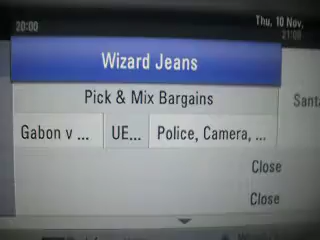 20:00
Thu, 10 Nov,
21:00
Wizard Jeans
Pick & Mix Bargains
Santa
Gabon v ...
UE...
Police, Camera, ...
Close
Close